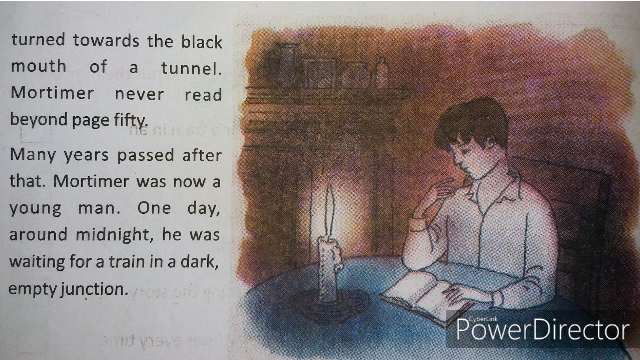 turned towards the black
mouth of a tunnel.
Mortimer never read
beyond page fifty.
Many years passed after
that. Mortimer was now a
young man. One day,
around midnight, he was
waiting for a train in a dark,
empty junction.
CyberLink
PowerDirector